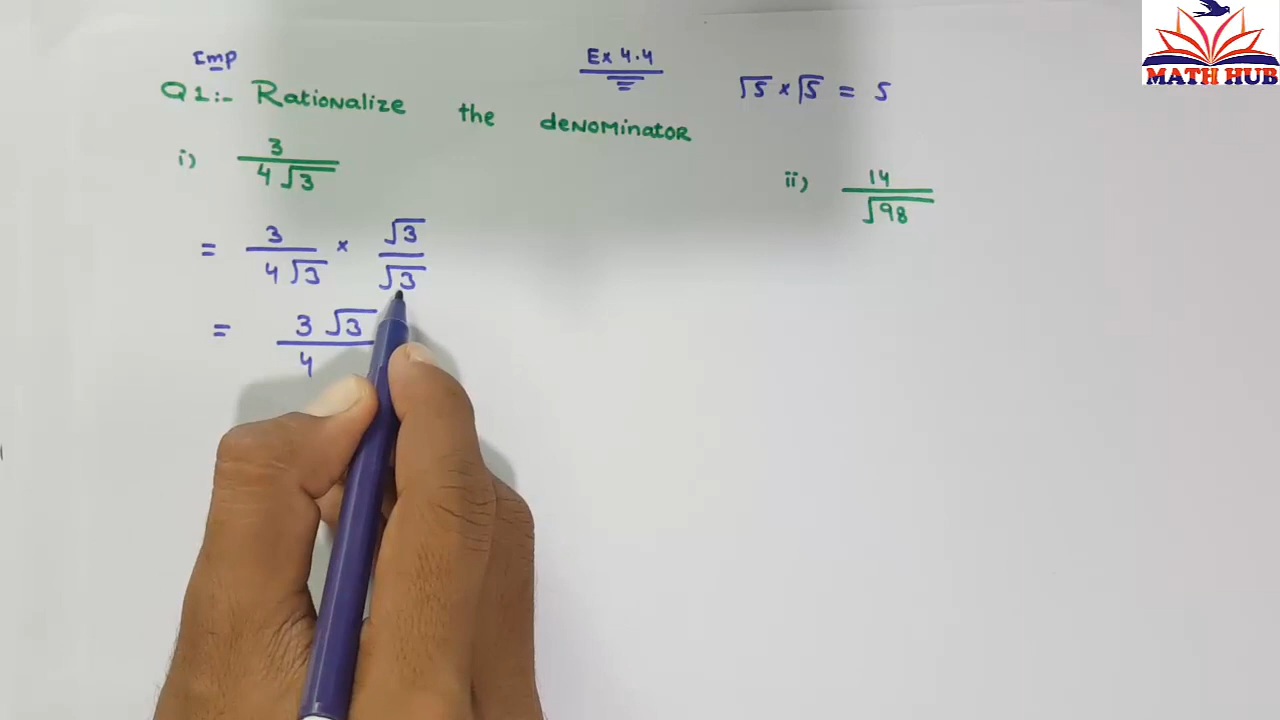 Imp
Ex 4.4
√5 × √5 = 5
Q1:- Rationalize the denominator
i) 3 / 4√3
ii) 14 / √98
= 3 / 4√3 × √3 / √3
= 3√3 / 4
MATH HUB